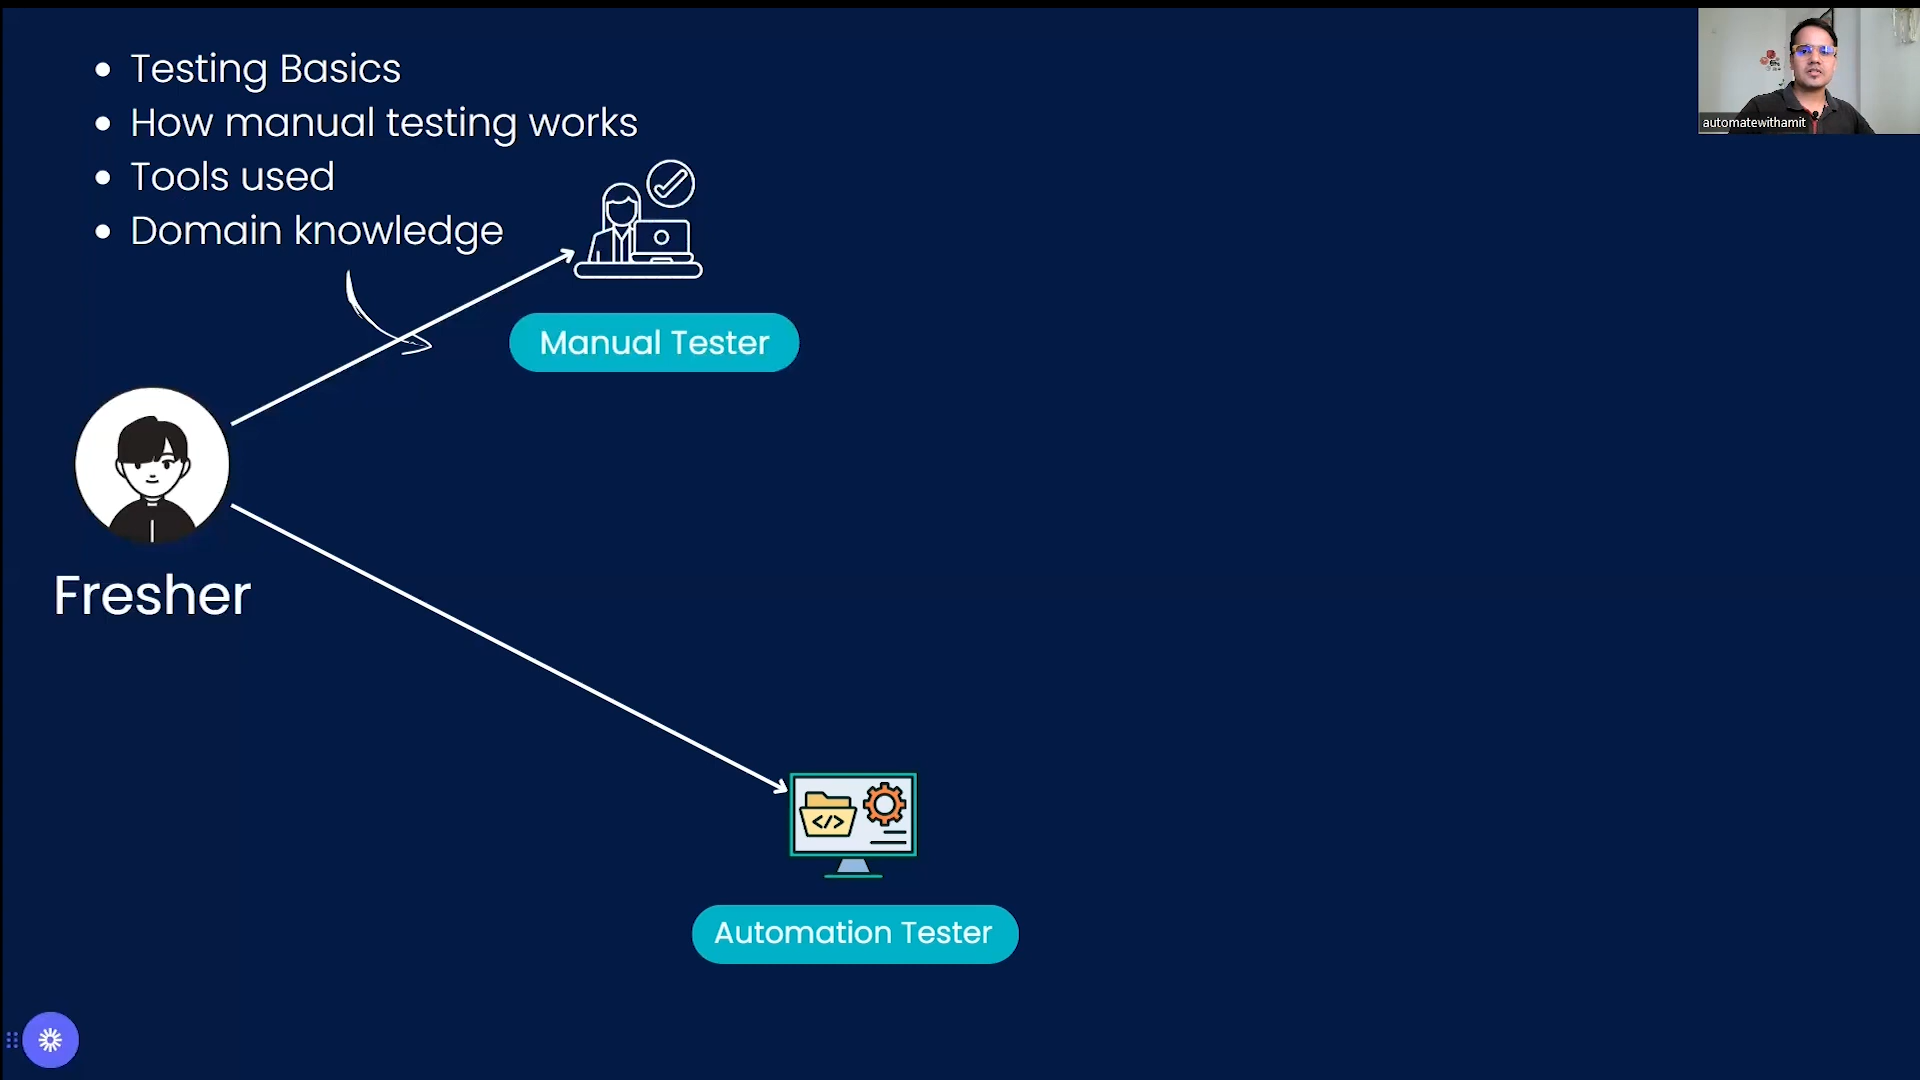 Testing Basics
How manual testing works
Tools used
Domain knowledge
automatewithamit
Manual Tester
Fresher
</>
Automation Tester